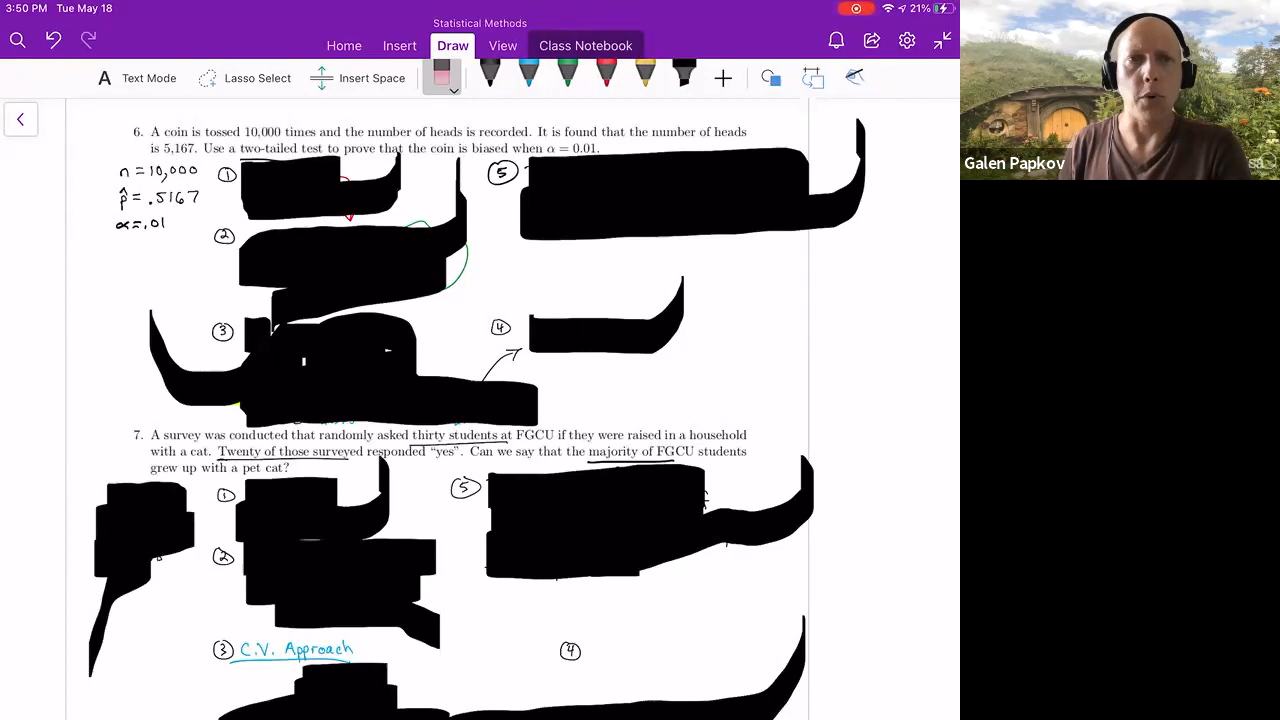 3:50 PM Tue May 18
21%
Statistical Methods
Home Insert Draw View Class Notebook
Text Mode Lasso Select Insert Space
Galen Papkov
6. A coin is tossed 10,000 times and the number of heads is recorded. It is found that the number of heads
is 5,167. Use a two-tailed test to prove that the coin is biased when α = 0.01.
n = 10,000
p̂ = .5167
α = .01
①
②
③
④
⑤
7. A survey was conducted that randomly asked thirty students at FGCU if they were raised in a household
with a cat. Twenty of those surveyed responded “yes”. Can we say that the majority of FGCU students
grew up with a pet cat?
①
②
③ C.V. Approach
④
⑤